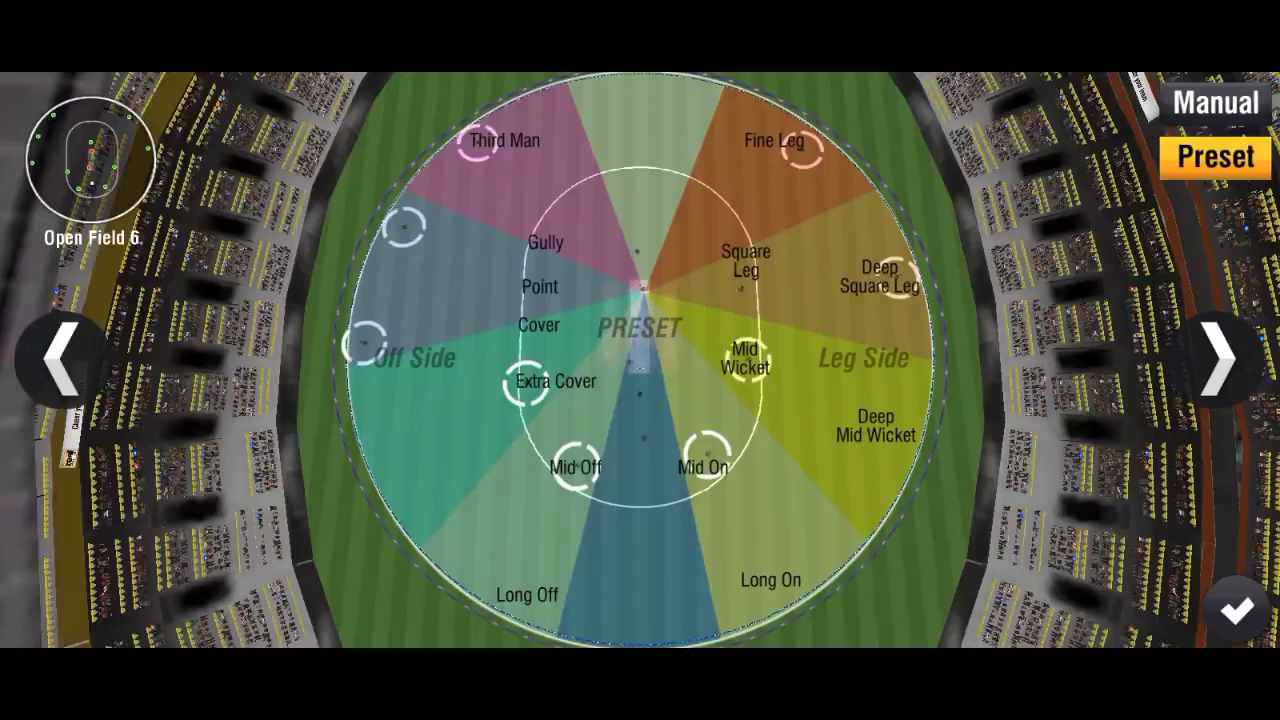 Manual
Preset
Open Field 6.
Third Man
Fine Leg
Gully
Square
Leg
Deep
Square Leg
Point
Cover
PRESET
Off Side
Mid
Wicket
Leg Side
Extra Cover
Deep
Mid Wicket
Mid Off
Mid On
Long Off
Long On